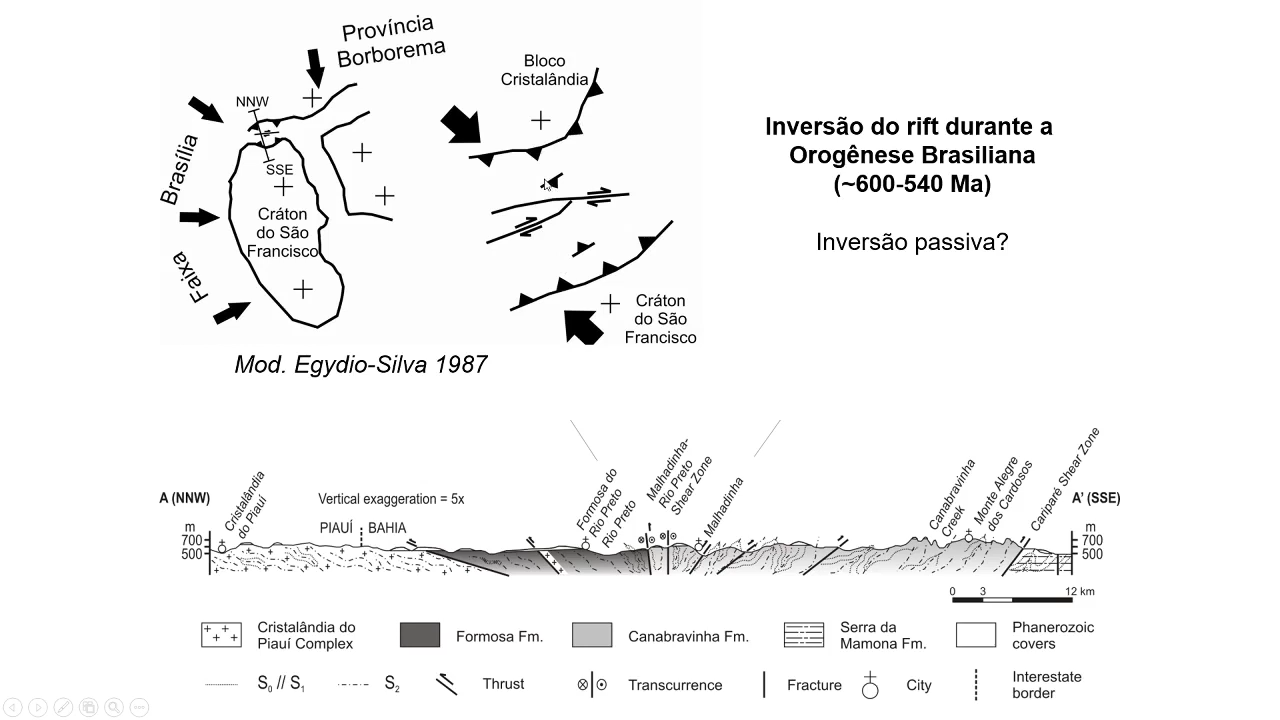 Província
Borborema
NNW
SSE
Brasília
Faixa
Cráton
do São
Francisco
Bloco
Cristalândia
Cráton
do São
Francisco
Mod. Egydio-Silva 1987
Inversão do rift durante a
Orogênese Brasiliana
(~600-540 Ma)
Inversão passiva?
A (NNW)
Cristalândia
do Piauí
Vertical exaggeration = 5x
PIAUÍ
BAHIA
Formosa do
Rio Preto
Rio Preto
Malhadinha-
Rio Preto
Shear Zone
Malhadinha
Canabravinha
Creek
Monte Alegre
dos Cardosos
Cariparé Shear Zone
A' (SSE)
m
700
500
m
700
500
0 3 12 km
Cristalândia do
Piauí Complex
Formosa Fm.
Canabravinha Fm.
Serra da
Mamona Fm.
Phanerozoic
covers
S0 // S1
S2
Thrust
Transcurrence
Fracture
City
Interestate
border